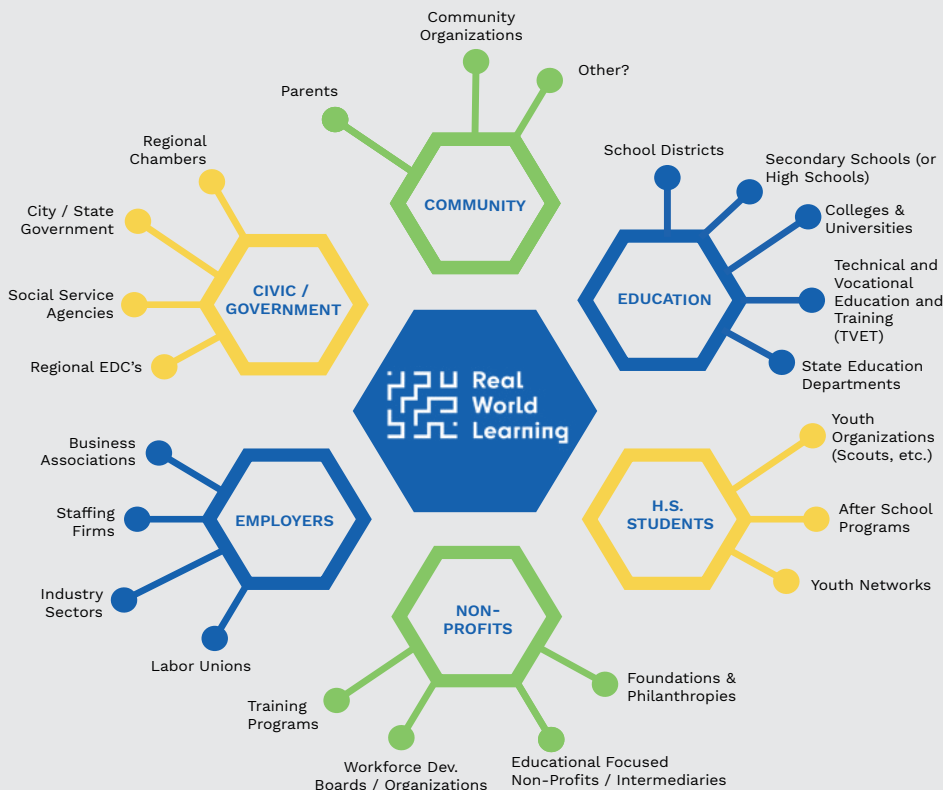 Community
Organizations
Other?
Parents
COMMUNITY
School Districts
Secondary Schools (or
High Schools)
Colleges &
Universities
Technical and
Vocational
Education and
Training
(TVET)
State Education
Departments
EDUCATION
Youth
Organizations
(Scouts, etc.)
After School
Programs
Youth Networks
H.S.
STUDENTS
Foundations &
Philanthropies
Educational Focused
Non-Profits / Intermediaries
Workforce Dev.
Boards / Organizations
Training
Programs
NON-
PROFITS
Labor Unions
Industry
Sectors
Staffing
Firms
Business
Associations
EMPLOYERS
Regional EDC’s
Social Service
Agencies
City / State
Government
Regional
Chambers
CIVIC /
GOVERNMENT
Real
World
Learning